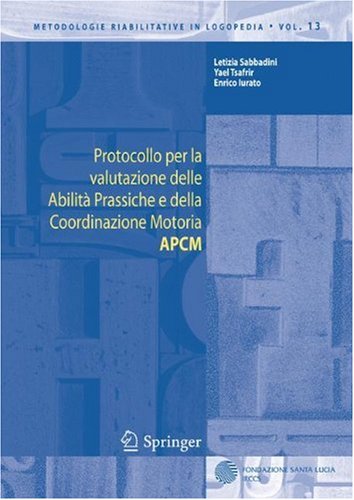 METODOLOGIE RIABILITATIVE IN LOGOPEDIA • VOL. 13
Letizia Sabbadini
Yael Tsafrir
Enrico Iurato
Protocollo per la
valutazione delle
Abilità Prassiche e della
Coordinazione Motoria
APCM
Springer
FONDAZIONE SANTA LUCIA
IRCCS